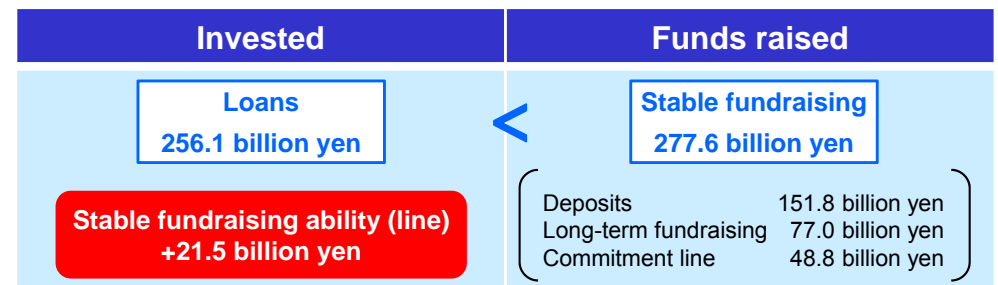 Invested
Funds raised
Loans
256.1 billion yen
<
Stable fundraising
277.6 billion yen
Stable fundraising ability (line)
+21.5 billion yen
Deposits 151.8 billion yen
Long-term fundraising 77.0 billion yen
Commitment line 48.8 billion yen